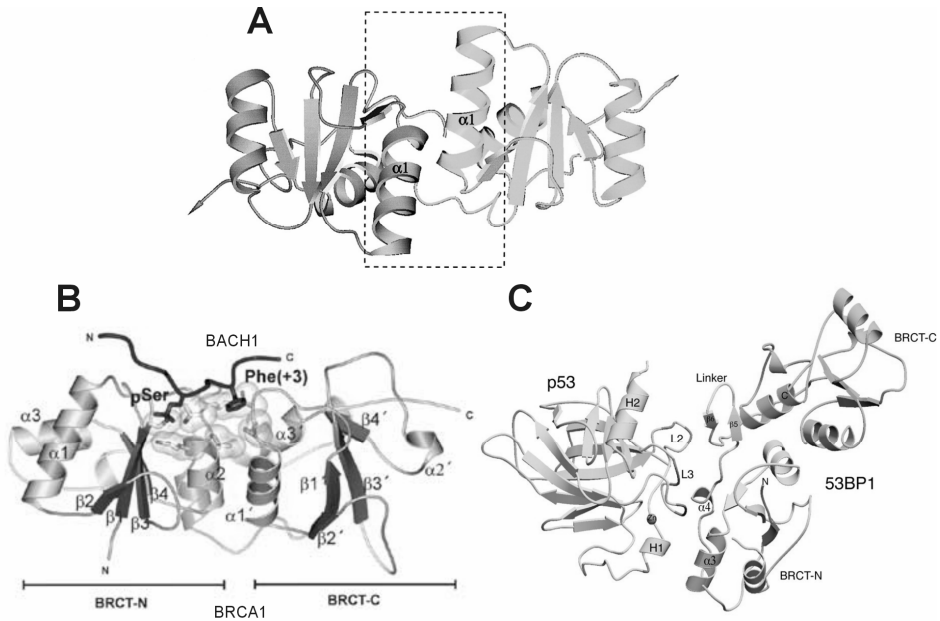 A
α1
α1
B
BACH1
N
C
pSer
Phe(+3)
α3
α1
β4´
α3´
C
α2
α2´
β2
β1
β4
β3
β1´
β3´
α1´
β2´
N
BRCT-N
BRCA1
BRCT-C
C
BRCT-C
p53
Linker
H2
C
β5
L2
L3
N
53BP1
α4
H1
α3
BRCT-N